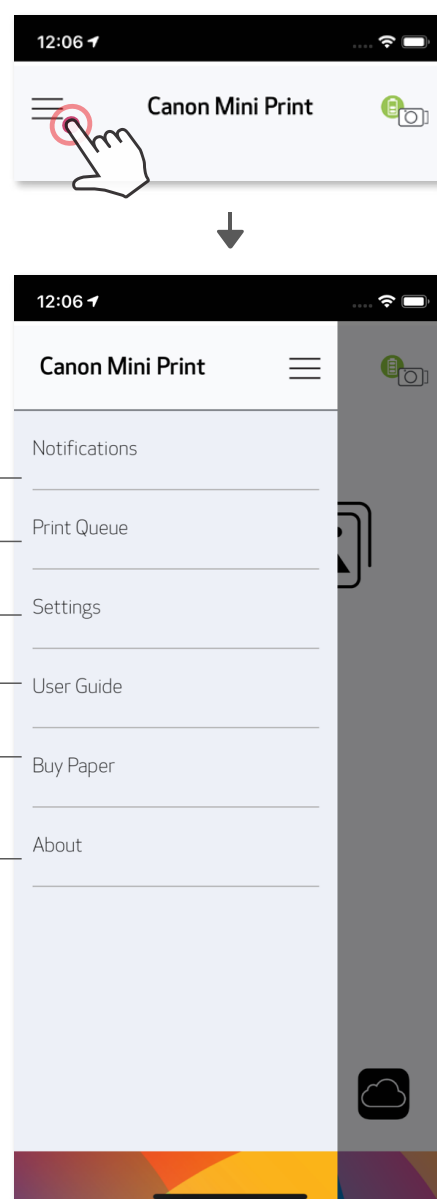 12:06
Canon Mini Print
12:06
Canon Mini Print
Notifications
Print Queue
Settings
User Guide
Buy Paper
About